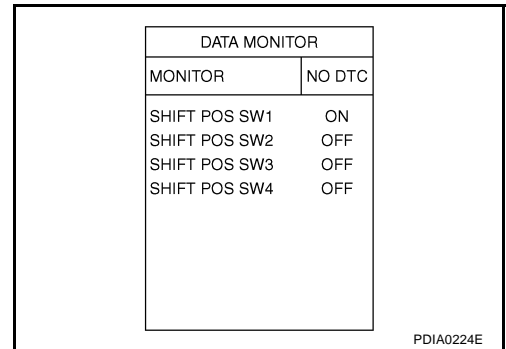 DATA MONITOR
MONITOR NO DTC
SHIFT POS SW1 ON
SHIFT POS SW2 OFF
SHIFT POS SW3 OFF
SHIFT POS SW4 OFF
PDIA0224E